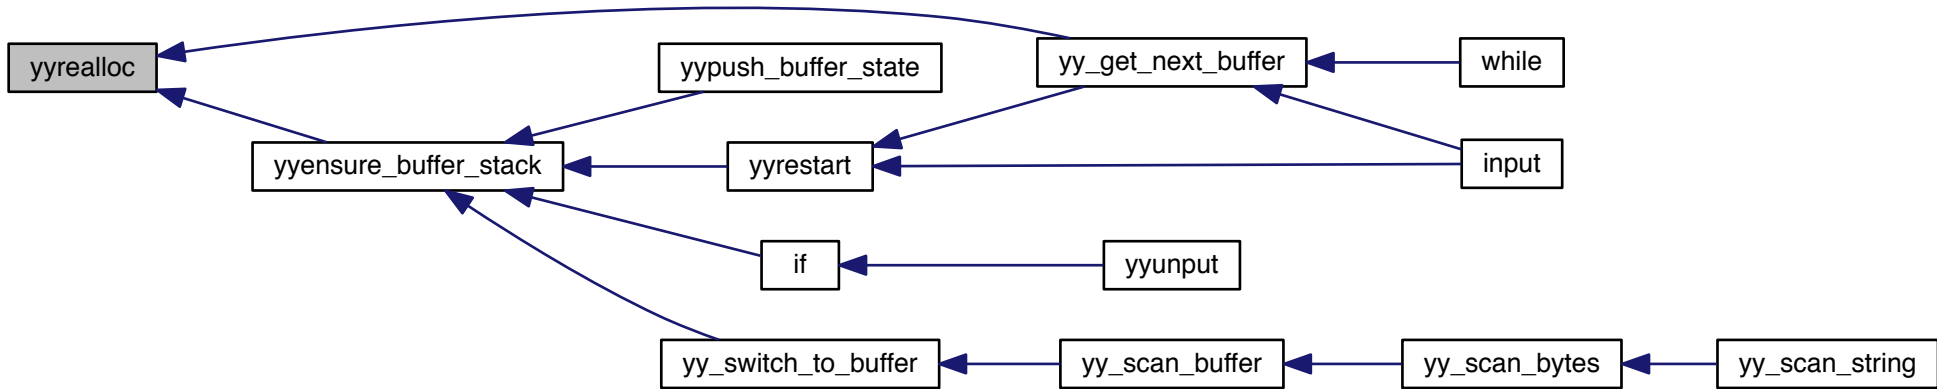 yyrealloc
yy_get_next_buffer
while
yypush_buffer_state
yyensure_buffer_stack
yyrestart
input
if
yyunput
yy_switch_to_buffer
yy_scan_buffer
yy_scan_bytes
yy_scan_string